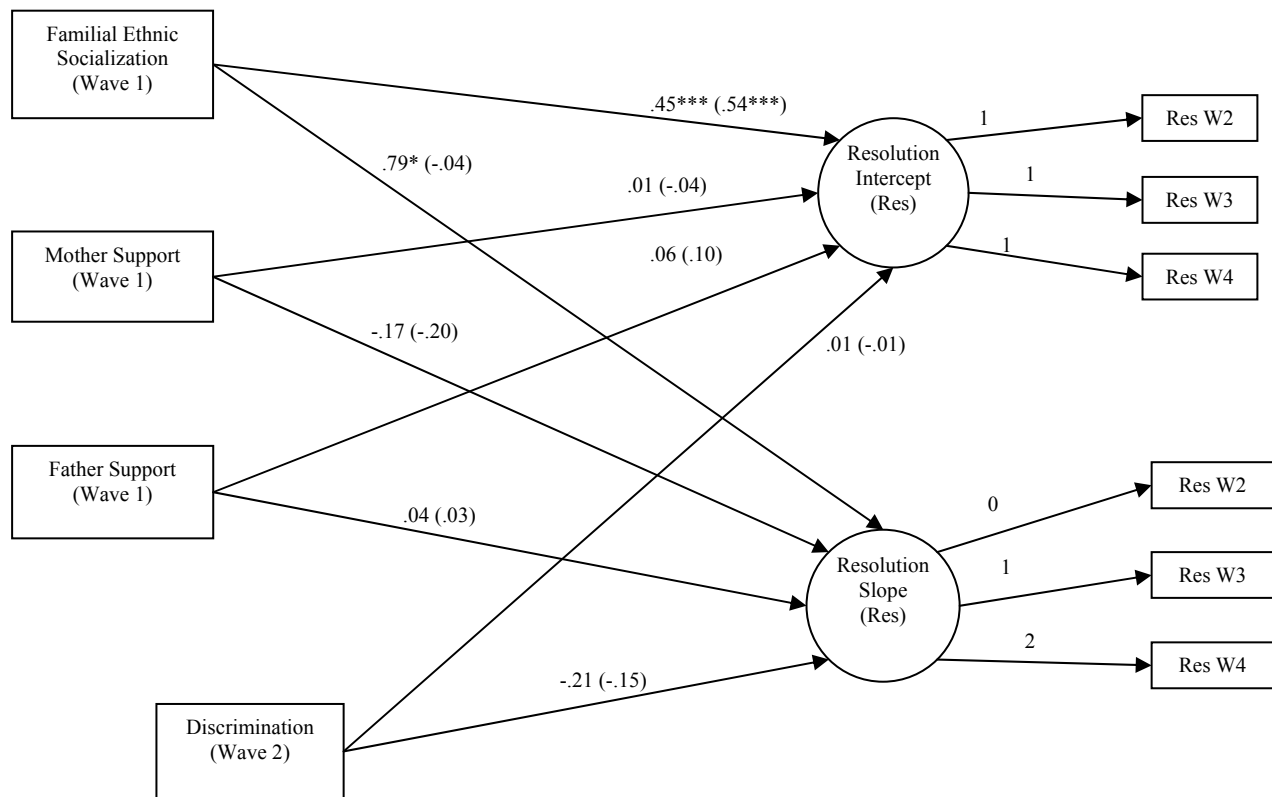 Familial Ethnic
Socialization
(Wave 1)
.45*** (.54***)
.79* (-.04)
Mother Support
(Wave 1)
.01 (-.04)
-.17 (-.20)
Father Support
(Wave 1)
.06 (.10)
.04 (.03)
Discrimination
(Wave 2)
.01 (-.01)
-.21 (-.15)
Resolution
Intercept
(Res)
1
Res W2
1
Res W3
1
Res W4
Resolution
Slope
(Res)
0
Res W2
1
Res W3
2
Res W4